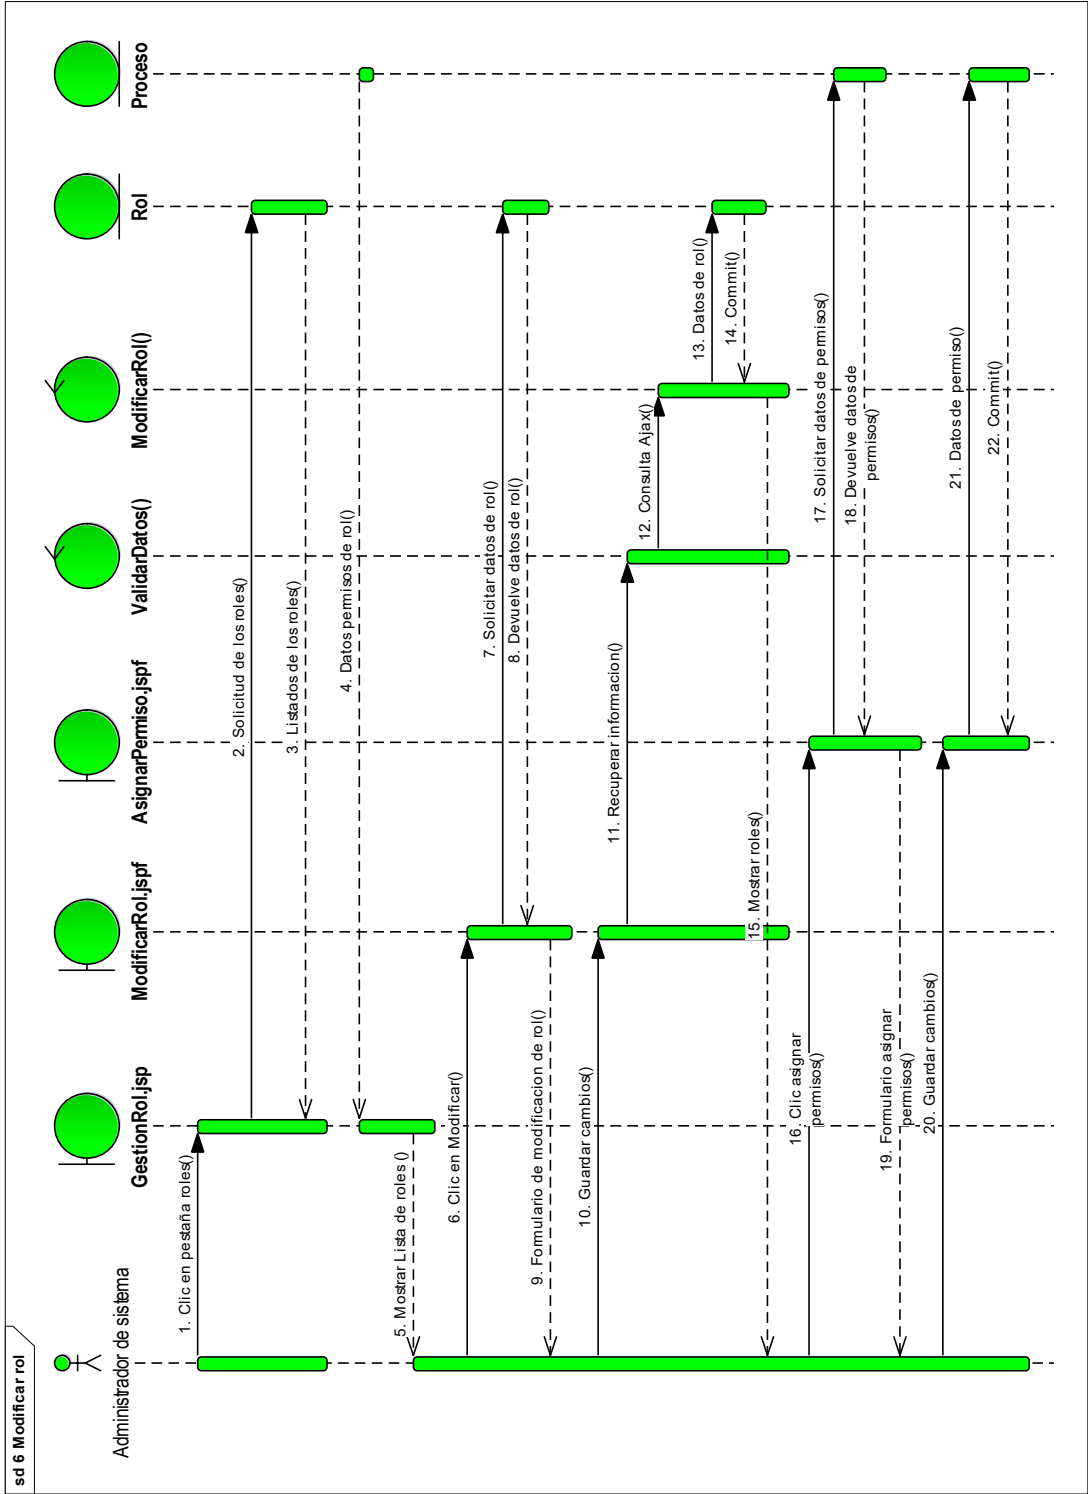 sd 6 Modificar rol
Administrador de sistema
GestionRol.jsp
ModificarRol.jspf
AsignarPermiso.jspf
ValidarDatos()
ModificarRol()
Rol
Proceso
1. Clic en pestaña roles()
2. Solicitud de los roles()
3. Listados de los roles()
4. Datos permisos de rol()
5. Mostrar Lista de roles ()
6. Clic en Modificar()
7. Solicitar datos de rol()
8. Devuelve datos de rol()
9. Formulario de modificacion de rol()
10. Guardar cambios()
11. Recuperar informacion()
12. Consulta Ajax()
13. Datos de rol()
14. Commit()
15. Mostrar roles()
16. Clic asignar
permisos()
17. Solicitar datos de permisos()
18. Devuelve datos de
permisos()
19. Formulario asignar
permisos()
20. Guardar cambios()
21. Datos de permiso()
22. Commit()